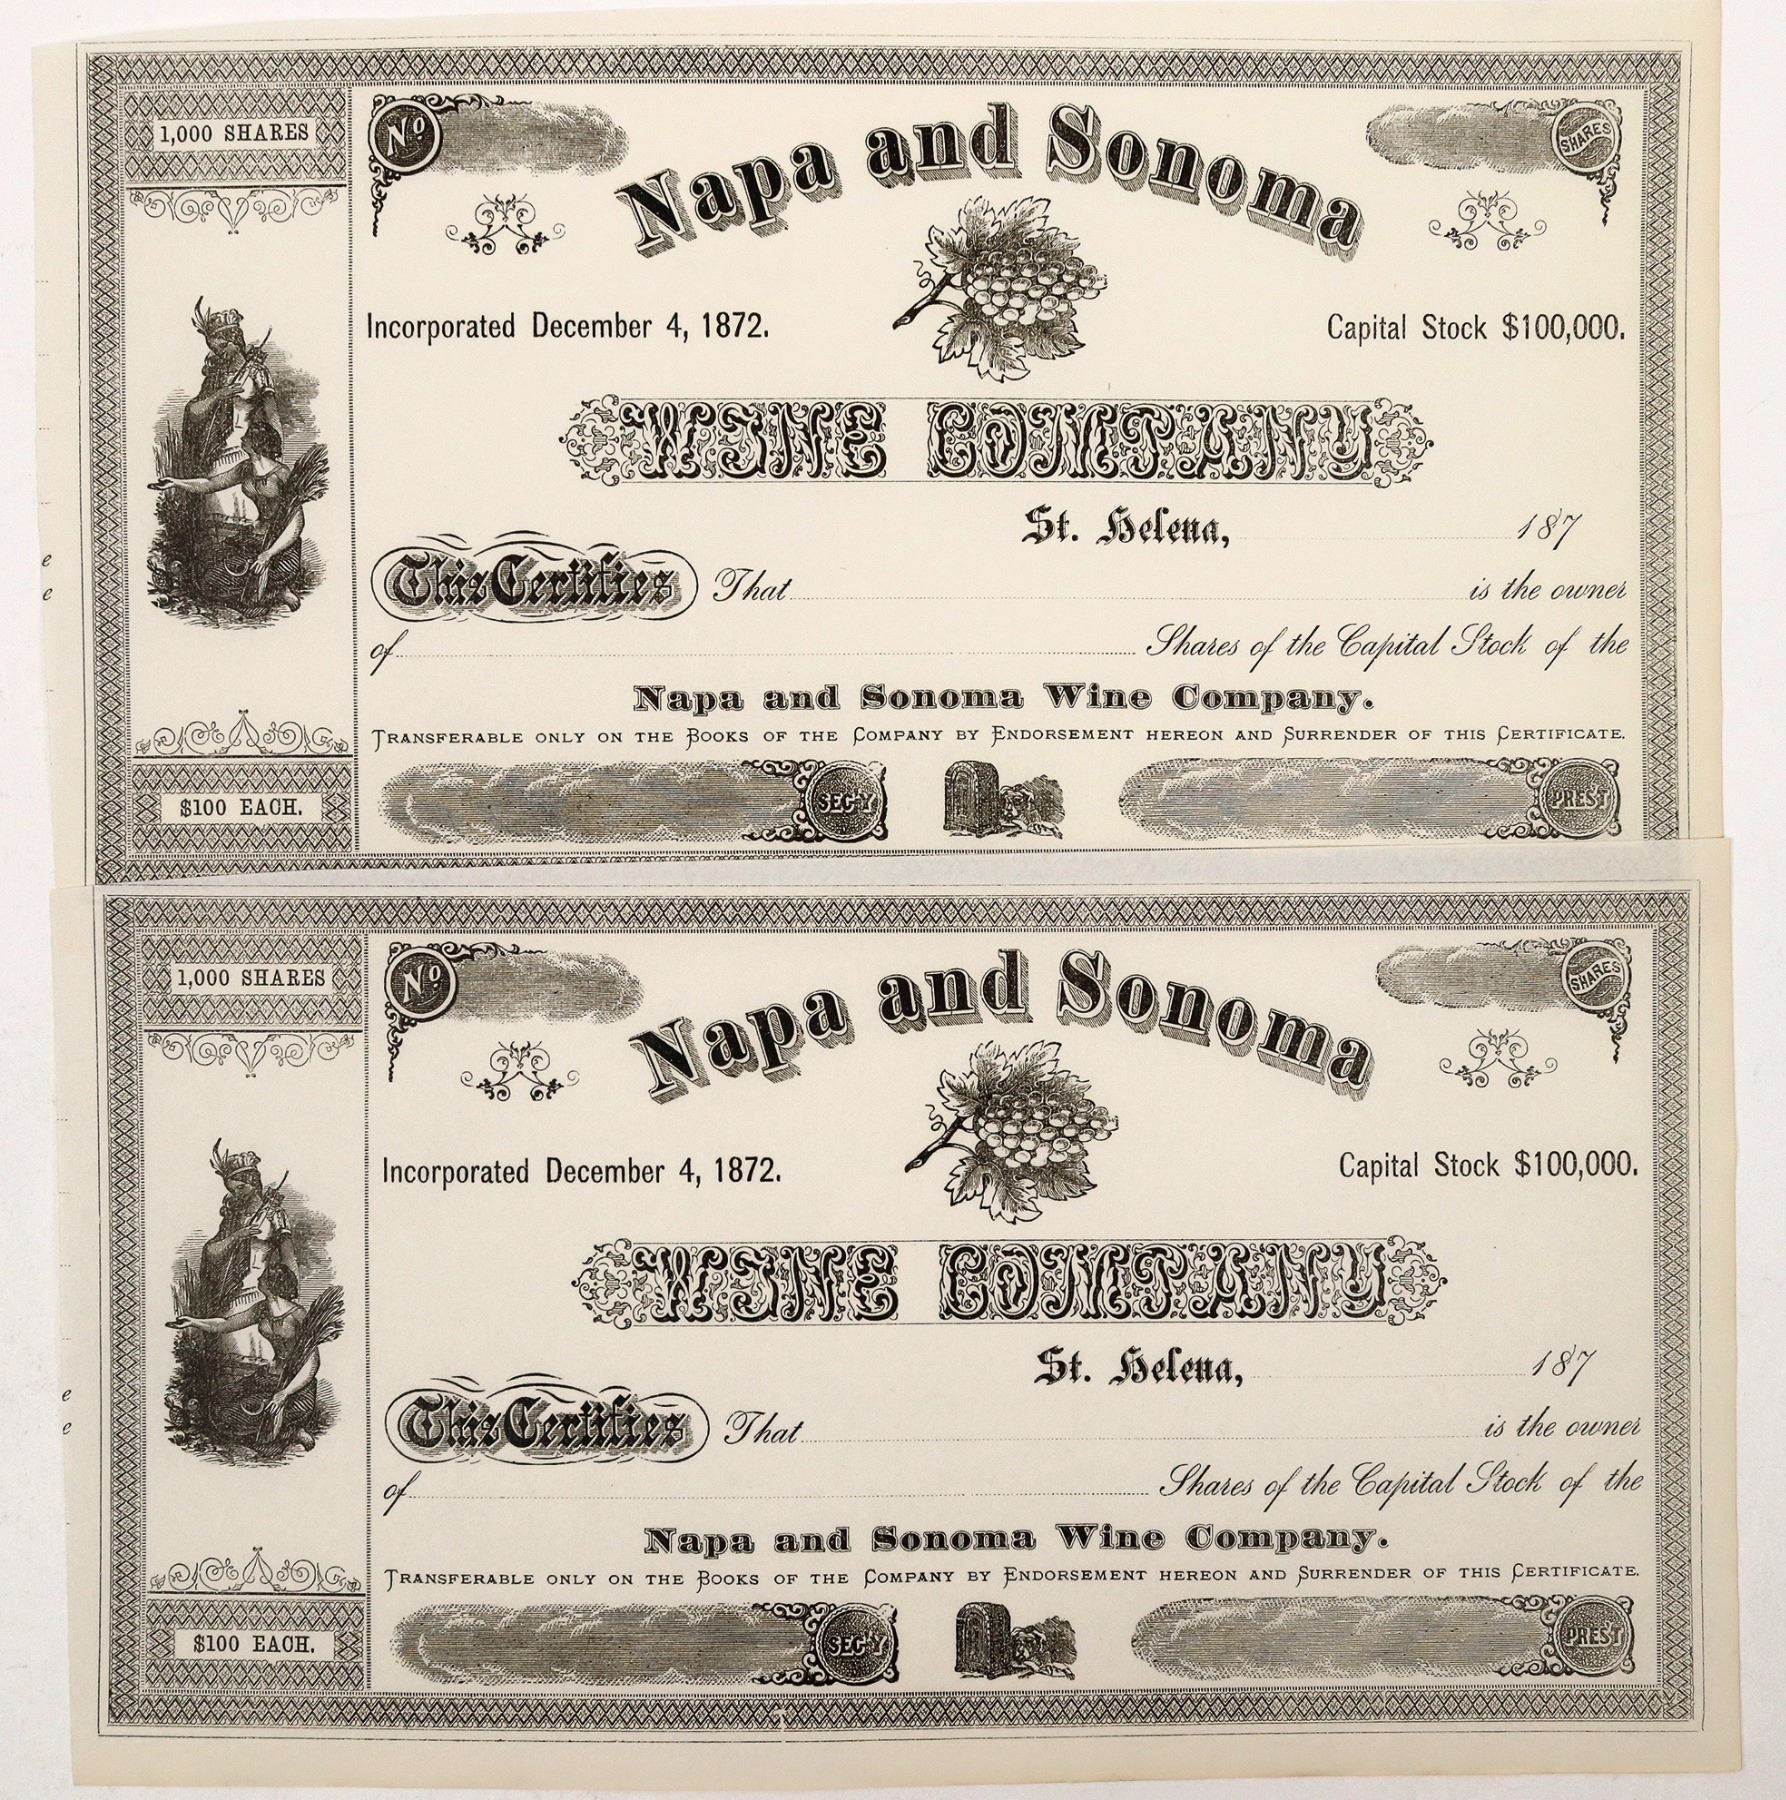 1,000 SHARES
No
Napa and Sonoma
SHARES
Incorporated December 4, 1872.
Capital Stock $100,000.
WINE COMPANY
St. Helena, 187
e
This Certifies That is the owner
e
of Shares of the Capital Stock of the
Napa and Sonoma Wine Company.
TRANSFERABLE ONLY ON THE BOOKS OF THE COMPANY BY ENDORSEMENT HEREON AND SURRENDER OF THIS CERTIFICATE.
$100 EACH.
SEC'Y
PREST
1,000 SHARES
No
Napa and Sonoma
SHARES
Incorporated December 4, 1872.
Capital Stock $100,000.
WINE COMPANY
St. Helena, 187
e
This Certifies That is the owner
e
of Shares of the Capital Stock of the
Napa and Sonoma Wine Company.
TRANSFERABLE ONLY ON THE BOOKS OF THE COMPANY BY ENDORSEMENT HEREON AND SURRENDER OF THIS CERTIFICATE.
$100 EACH.
SEC'Y
PREST